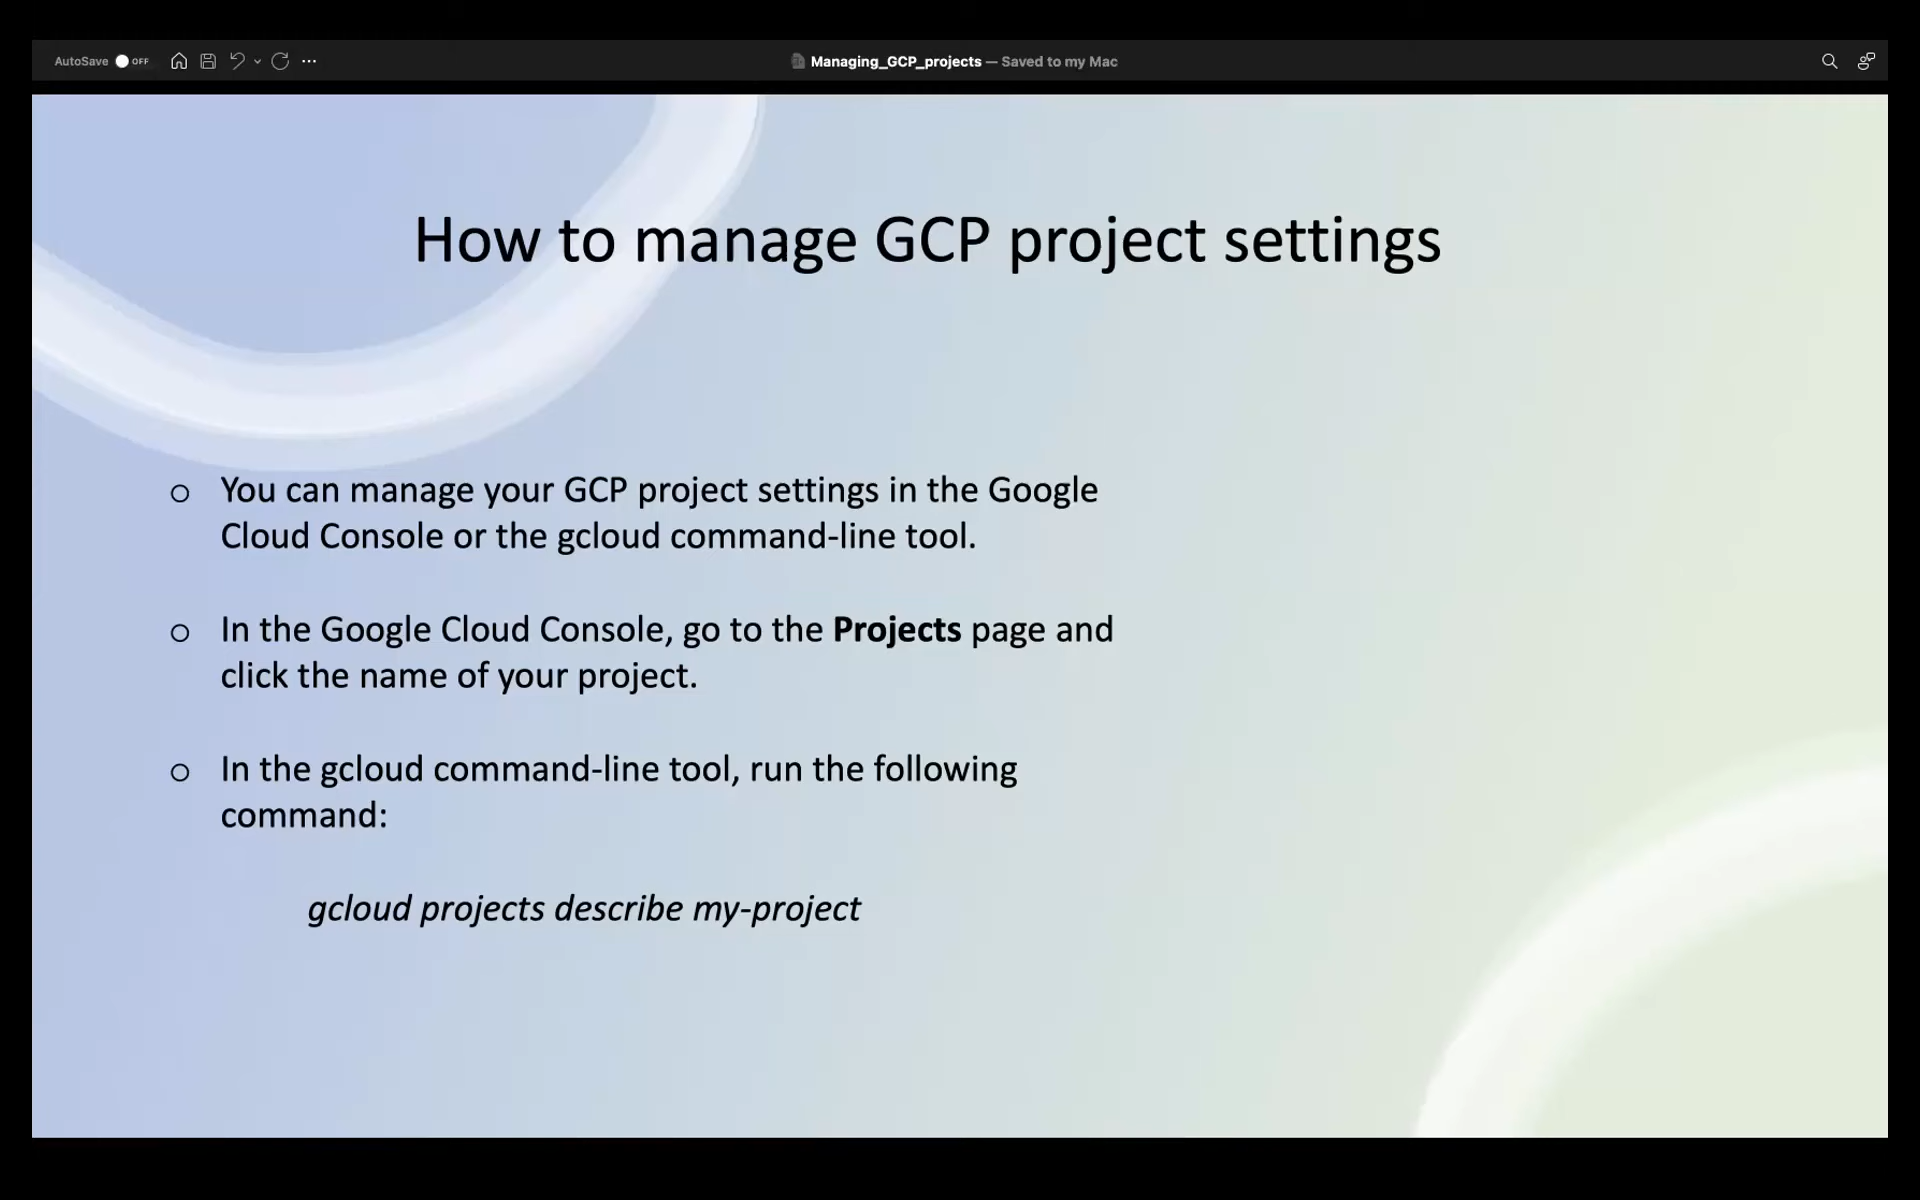 AutoSave OFF
Managing_GCP_projects — Saved to my Mac
How to manage GCP project settings
You can manage your GCP project settings in the Google
Cloud Console or the gcloud command-line tool.
In the Google Cloud Console, go to the Projects page and
click the name of your project.
In the gcloud command-line tool, run the following
command:
gcloud projects describe my-project